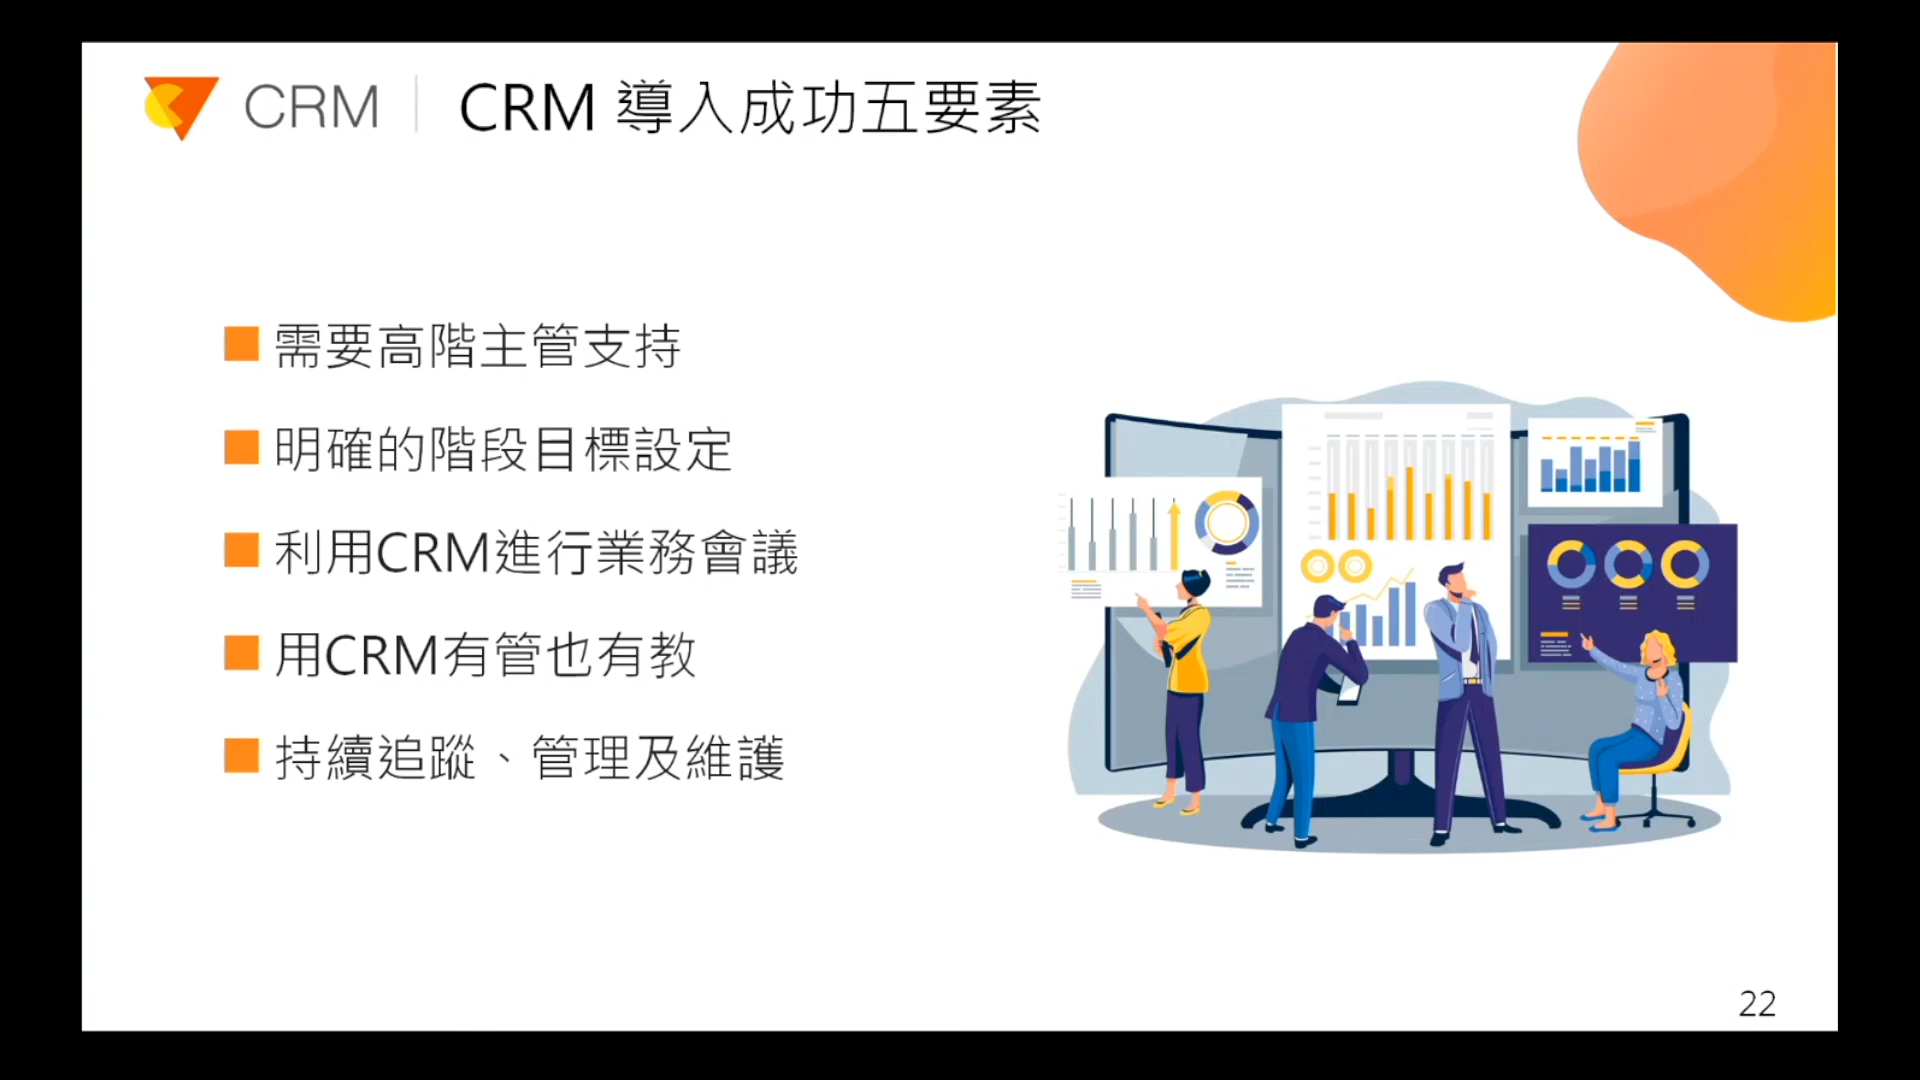 CRM
CRM 導入成功五要素
需要高階主管支持
明確的階段目標設定
利用CRM進行業務會議
用CRM有管也有教
持續追蹤、管理及維護
22